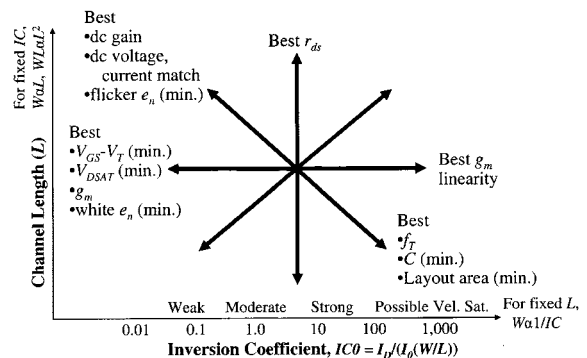 Best
•dc gain
•dc voltage,
current match
•flicker e_n (min.)
Best r_ds
Best
•V_GS-V_T (min.)
•V_DSAT (min.)
•g_m
•white e_n (min.)
Best g_m
linearity
Best
•f_T
•C (min.)
•Layout area (min.)
For fixed IC,
WαL, WLαL²
Channel Length (L)
Weak Moderate Strong Possible Vel. Sat.
For fixed L,
Wα1/IC
0.01 0.1 1.0 10 100 1,000
Inversion Coefficient, IC0 = I_D/(I_0(W/L))